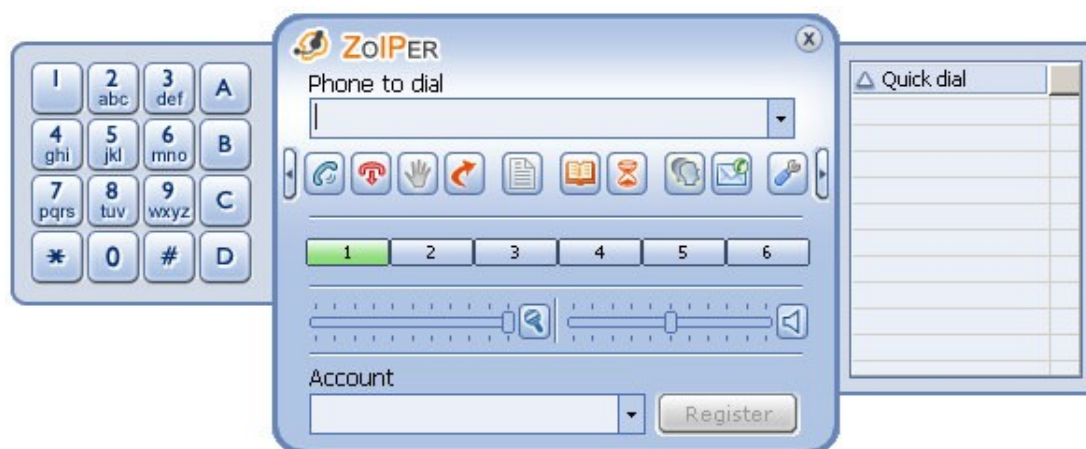 ZOIPER
Phone to dial
1
2 abc
3 def
A
4 ghi
5 jkl
6 mno
B
7 pqrs
8 tuv
9 wxyz
C
*
0
#
D
1 2 3 4 5 6
Account
Register
Quick dial